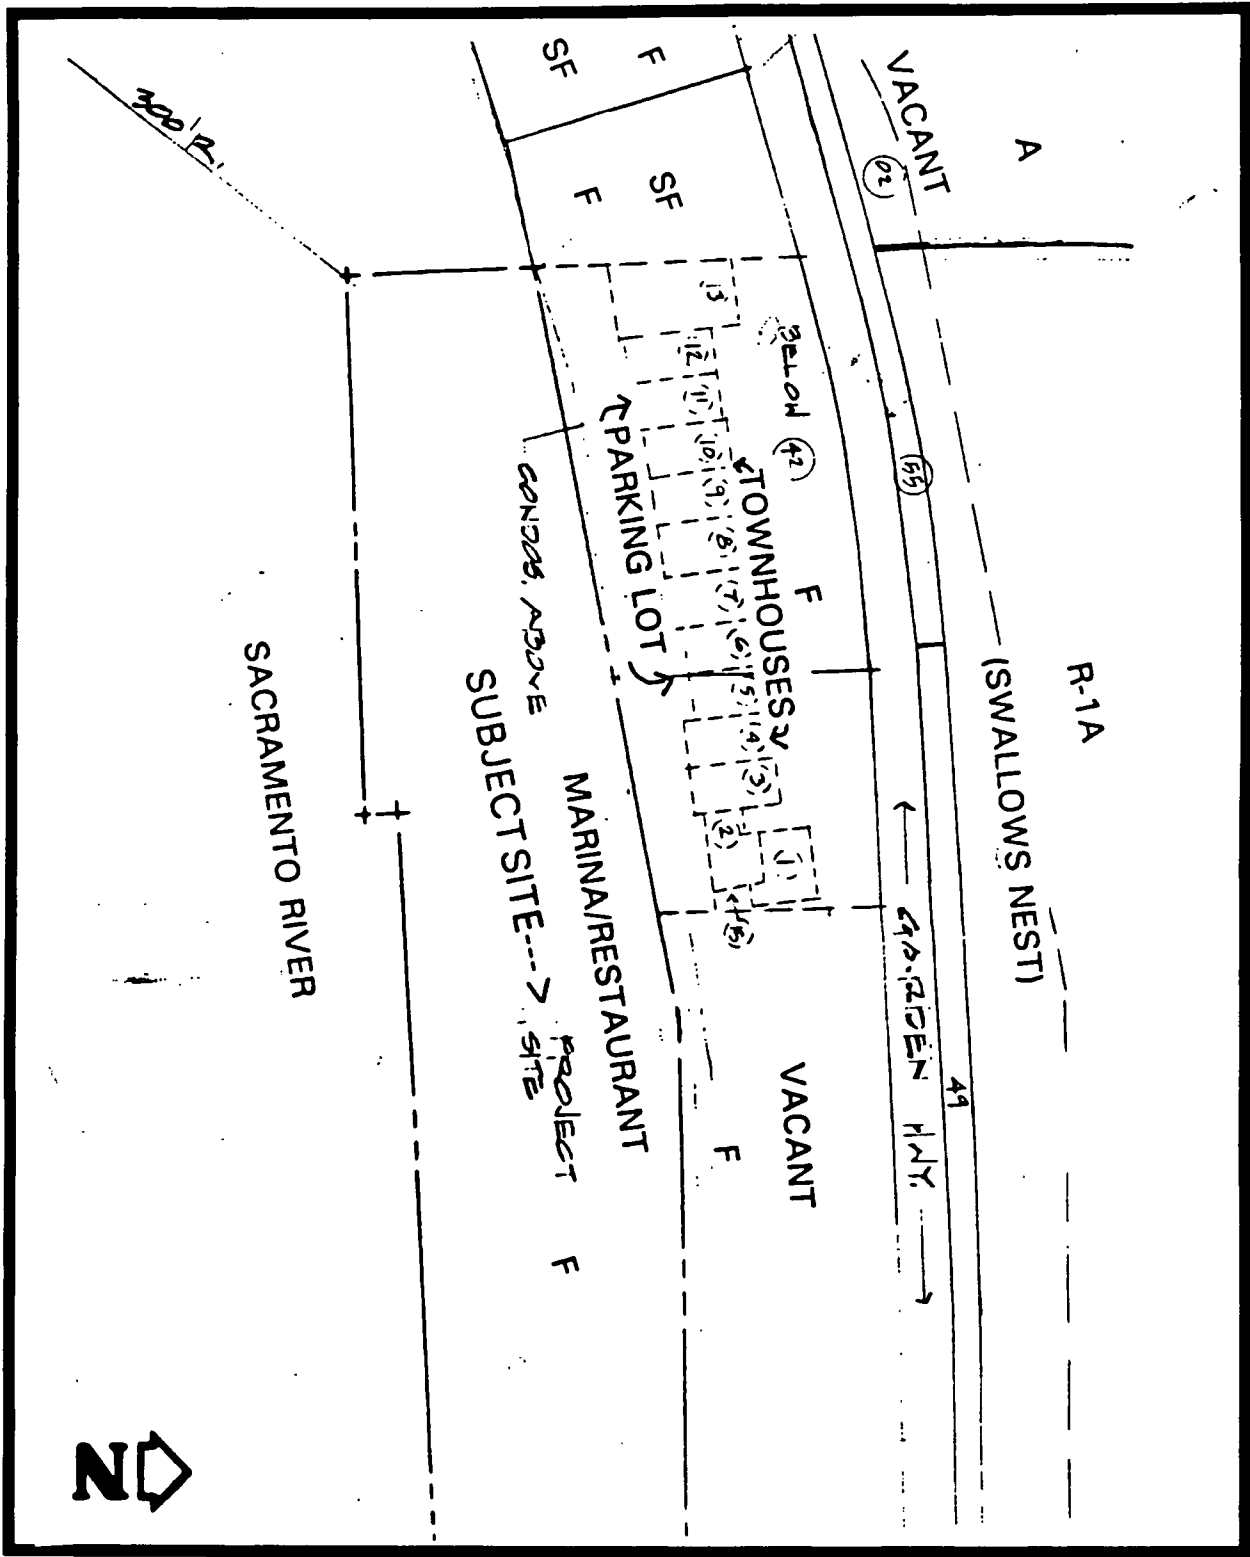 SF
F
VACANT
A
300'R.
02
F
SF
13
BELOW
12
11
↑PARKING LOT
10
42
TOWNHOUSES
55
9
8
7
F
6
5
4
3
2
1
CONDOS. ABOVE
R-1A
(SWALLOWS NEST)
SACRAMENTO RIVER
SUBJECT SITE--->
MARINA/RESTAURANT
PROJECT
SITE
← GARDEN HWY. →
49
VACANT
F
F
N